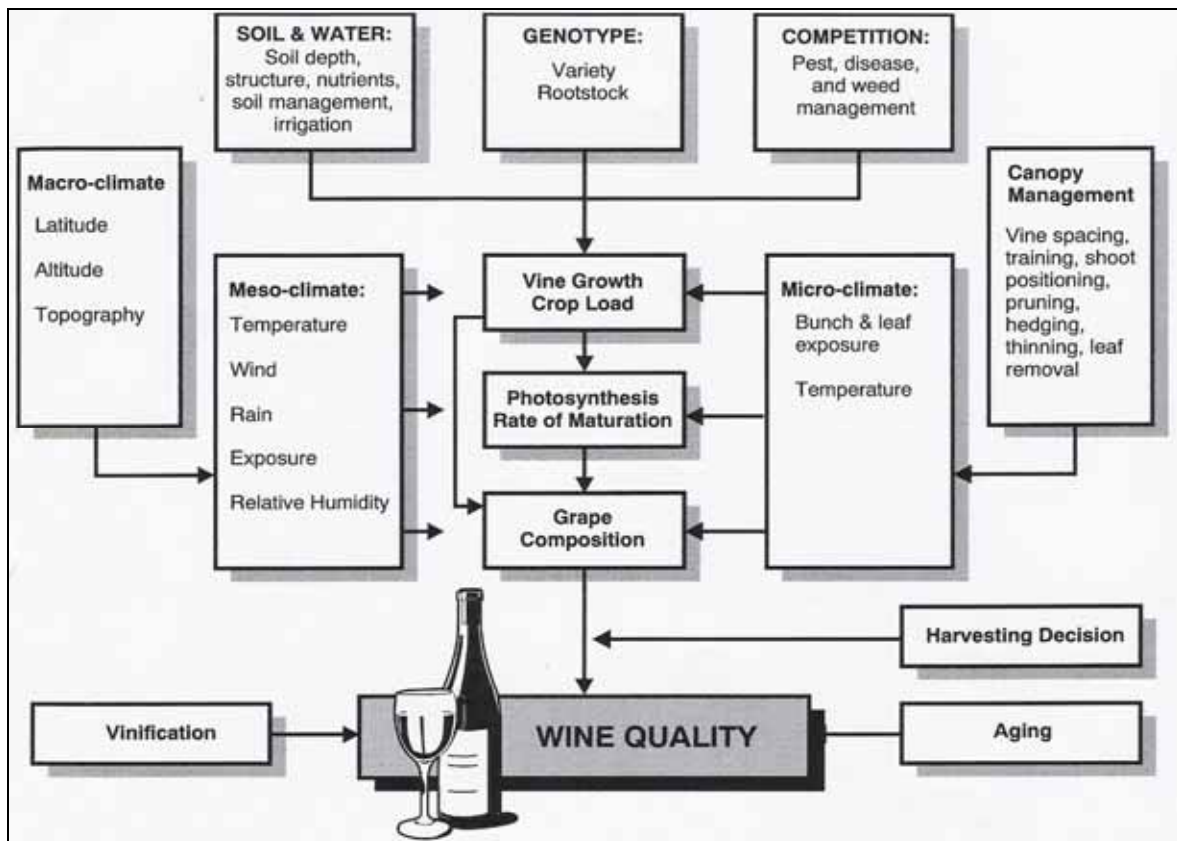 SOIL & WATER:
Soil depth,
structure, nutrients,
soil management,
irrigation
GENOTYPE:
Variety
Rootstock
COMPETITION:
Pest, disease,
and weed
management
Macro-climate
Latitude
Altitude
Topography
Meso-climate:
Temperature
Wind
Rain
Exposure
Relative Humidity
Vine Growth
Crop Load
Photosynthesis
Rate of Maturation
Grape
Composition
Micro-climate:
Bunch & leaf
exposure
Temperature
Canopy
Management
Vine spacing,
training, shoot
positioning,
pruning,
hedging,
thinning, leaf
removal
Harvesting Decision
Vinification
WINE QUALITY
Aging